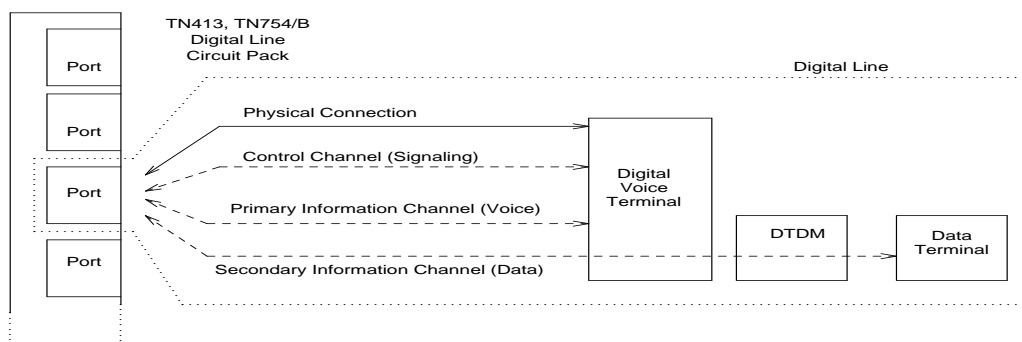 TN413, TN754/B
Digital Line
Circuit Pack
Digital Line
Port
Port
Port
Port
Physical Connection
Control Channel (Signaling)
Primary Information Channel (Voice)
Secondary Information Channel (Data)
Digital
Voice
Terminal
DTDM
Data
Terminal